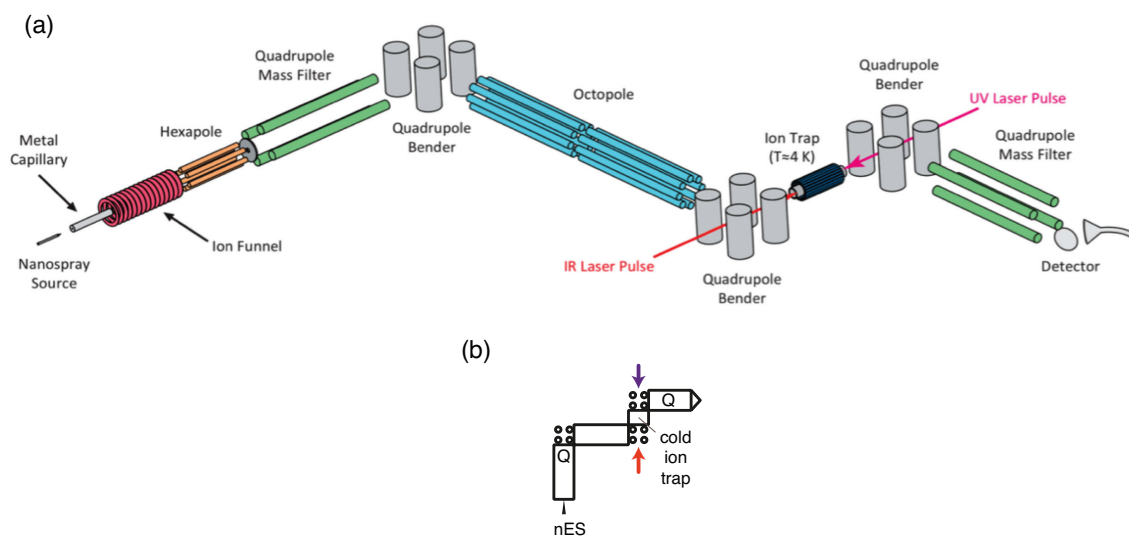 (a)
Quadrupole
Mass Filter
Hexapole
Metal
Capillary
Nanospray
Source
Ion Funnel
Quadrupole
Bender
Octopole
IR Laser Pulse
Quadrupole
Bender
Ion Trap
(T≈4 K)
Quadrupole
Bender
UV Laser Pulse
Quadrupole
Mass Filter
Detector
(b)
Q
Q
cold
ion
trap
nES